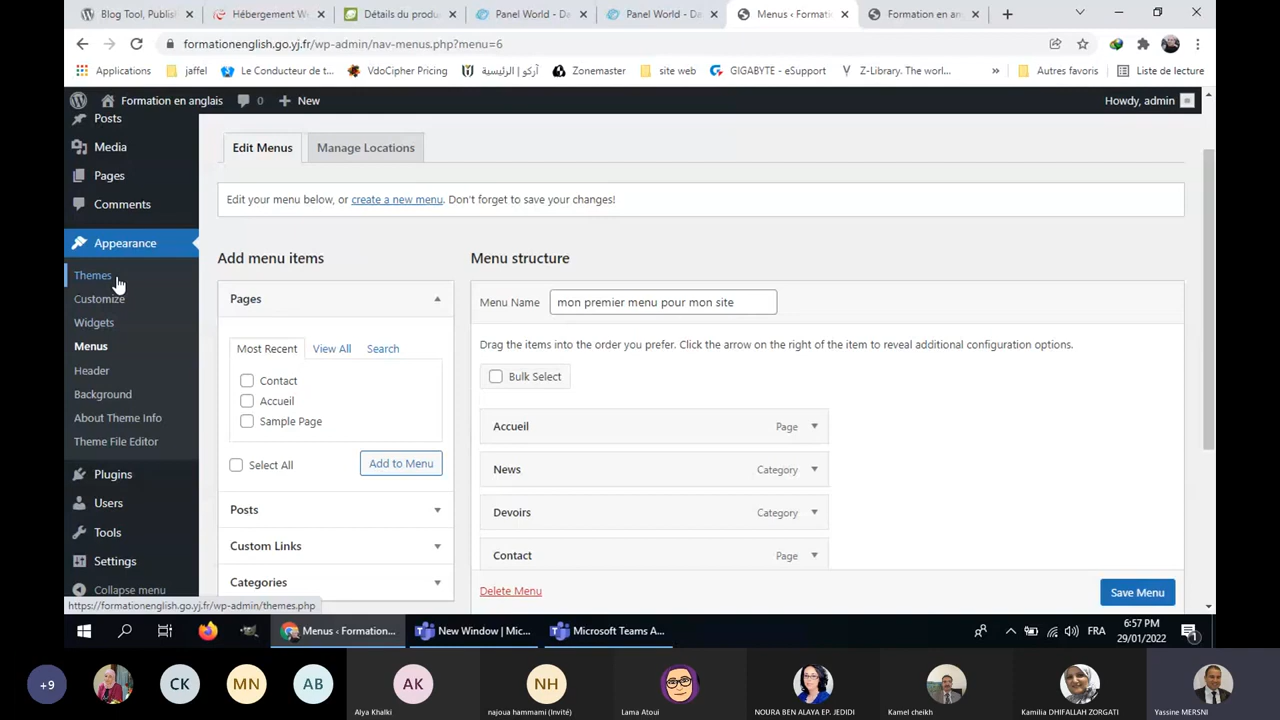 Blog Tool, Publish
Hébergement W
Détails du produ
Panel World - Da
Panel World - Da
Menus ‹ Formati
Formation en an
formationenglish.go.yj.fr/wp-admin/nav-menus.php?menu=6
Applications
jaffel
Le Conducteur de t...
VdoCipher Pricing
آركو | الرئيسية
Zonemaster
site web
GIGABYTE - eSupport
Z-Library. The worl...
»
Autres favoris
Liste de lecture
Formation en anglais
0
New
Howdy, admin
Posts
Media
Pages
Comments
Appearance
Themes
Customize
Widgets
Menus
Header
Background
About Theme Info
Theme File Editor
Plugins
Users
Tools
Settings
Collapse menu
Edit Menus
Manage Locations
Edit your menu below, or create a new menu. Don't forget to save your changes!
Add menu items
Menu structure
Pages
Menu Name
mon premier menu pour mon site
Most Recent
View All
Search
Drag the items into the order you prefer. Click the arrow on the right of the item to reveal additional configuration options.
Contact
Accueil
Sample Page
Bulk Select
Select All
Add to Menu
Accueil
Page
News
Category
Devoirs
Category
Contact
Page
Posts
Custom Links
Categories
Delete Menu
Save Menu
https://formationenglish.go.yj.fr/wp-admin/themes.php
Menus ‹ Formation...
New Window | Mic...
Microsoft Teams A...
FRA
6:57 PM
29/01/2022
1
+9
CK
MN
AB
AK
NH
Alya Khalki
najoua hammami (Invité)
Lama Atoui
NOURA BEN ALAYA EP. JEDIDI
Kamel cheikh
Kamilia DHIFALLAH ZORGATI
Yassine MERSNI